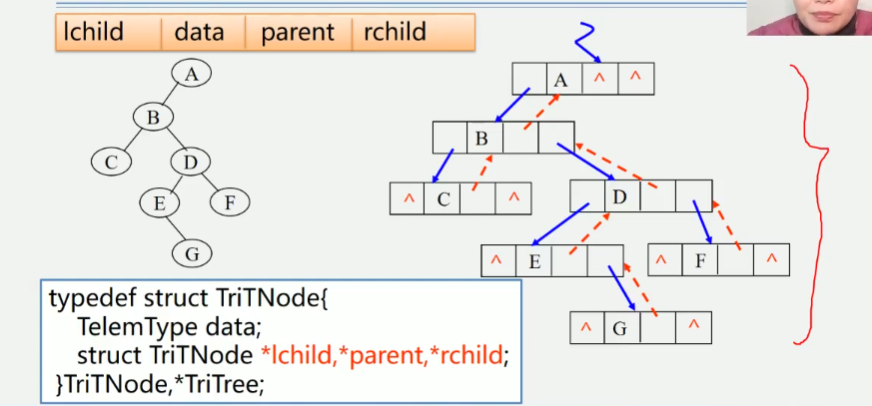 lchild data parent rchild
A
B
C D
E F
G
^ ^
A
B
^ C ^
D
^ E
^ F ^
^ G ^
typedef struct TriTNode{
TelemType data;
struct TriTNode *lchild,*parent,*rchild;
}TriTNode,*TriTree;